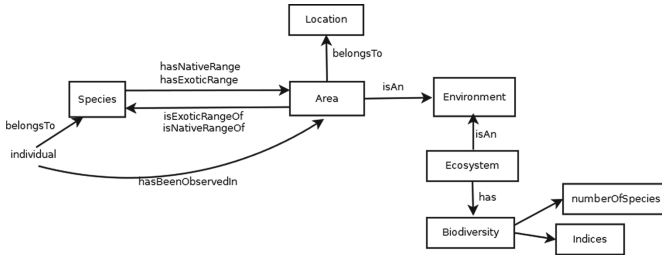 Location
hasNativeRange
hasExoticRange
belongsTo
Species
Area
isAn
Environment
isExoticRangeOf
isNativeRangeOf
belongsTo
isAn
individual
Ecosystem
hasBeenObservedIn
has
numberOfSpecies
Biodiversity
Indices